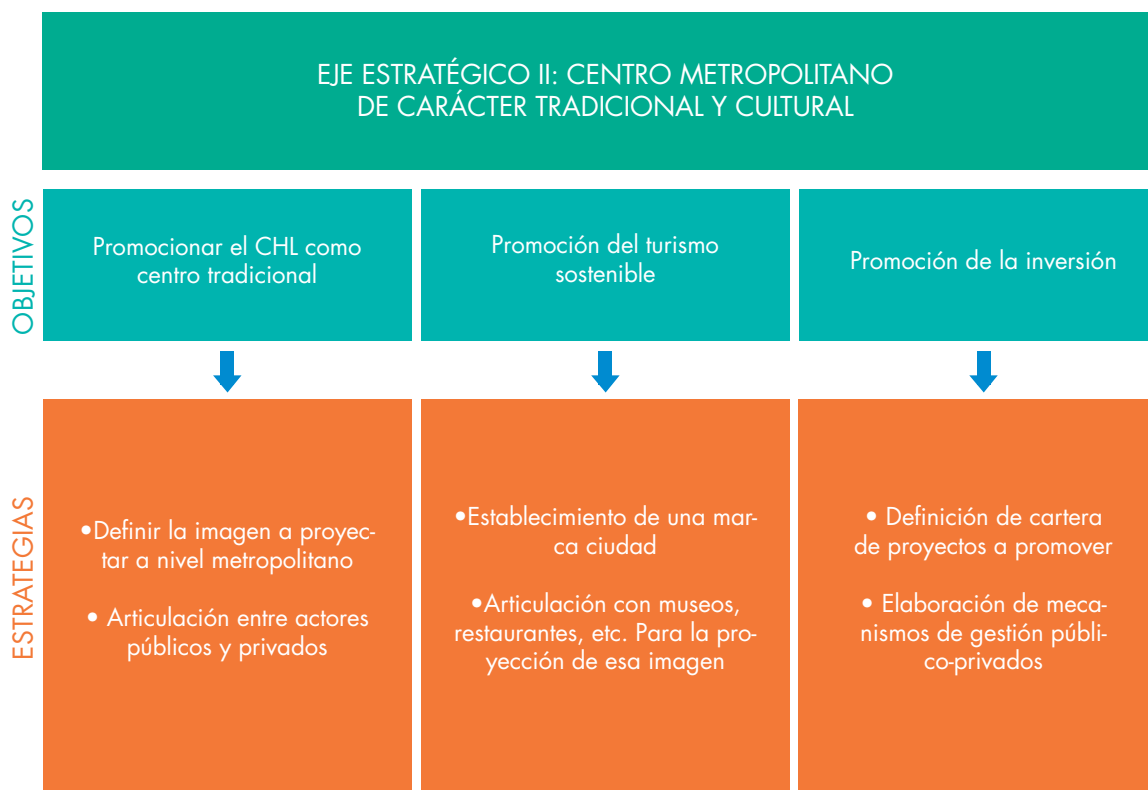 EJE ESTRATÉGICO II: CENTRO METROPOLITANO
DE CARÁCTER TRADICIONAL Y CULTURAL
OBJETIVOS
Promocionar el CHL como
centro tradicional
Promoción del turismo
sostenible
Promoción de la inversión
ESTRATEGIAS
•Definir la imagen a proyec-
tar a nivel metropolitano
• Articulación entre actores
públicos y privados
•Establecimiento de una mar-
ca ciudad
•Articulación con museos,
restaurantes, etc. Para la pro-
yección de esa imagen
• Definición de cartera
de proyectos a promover
• Elaboración de meca-
nismos de gestión públi-
co-privados